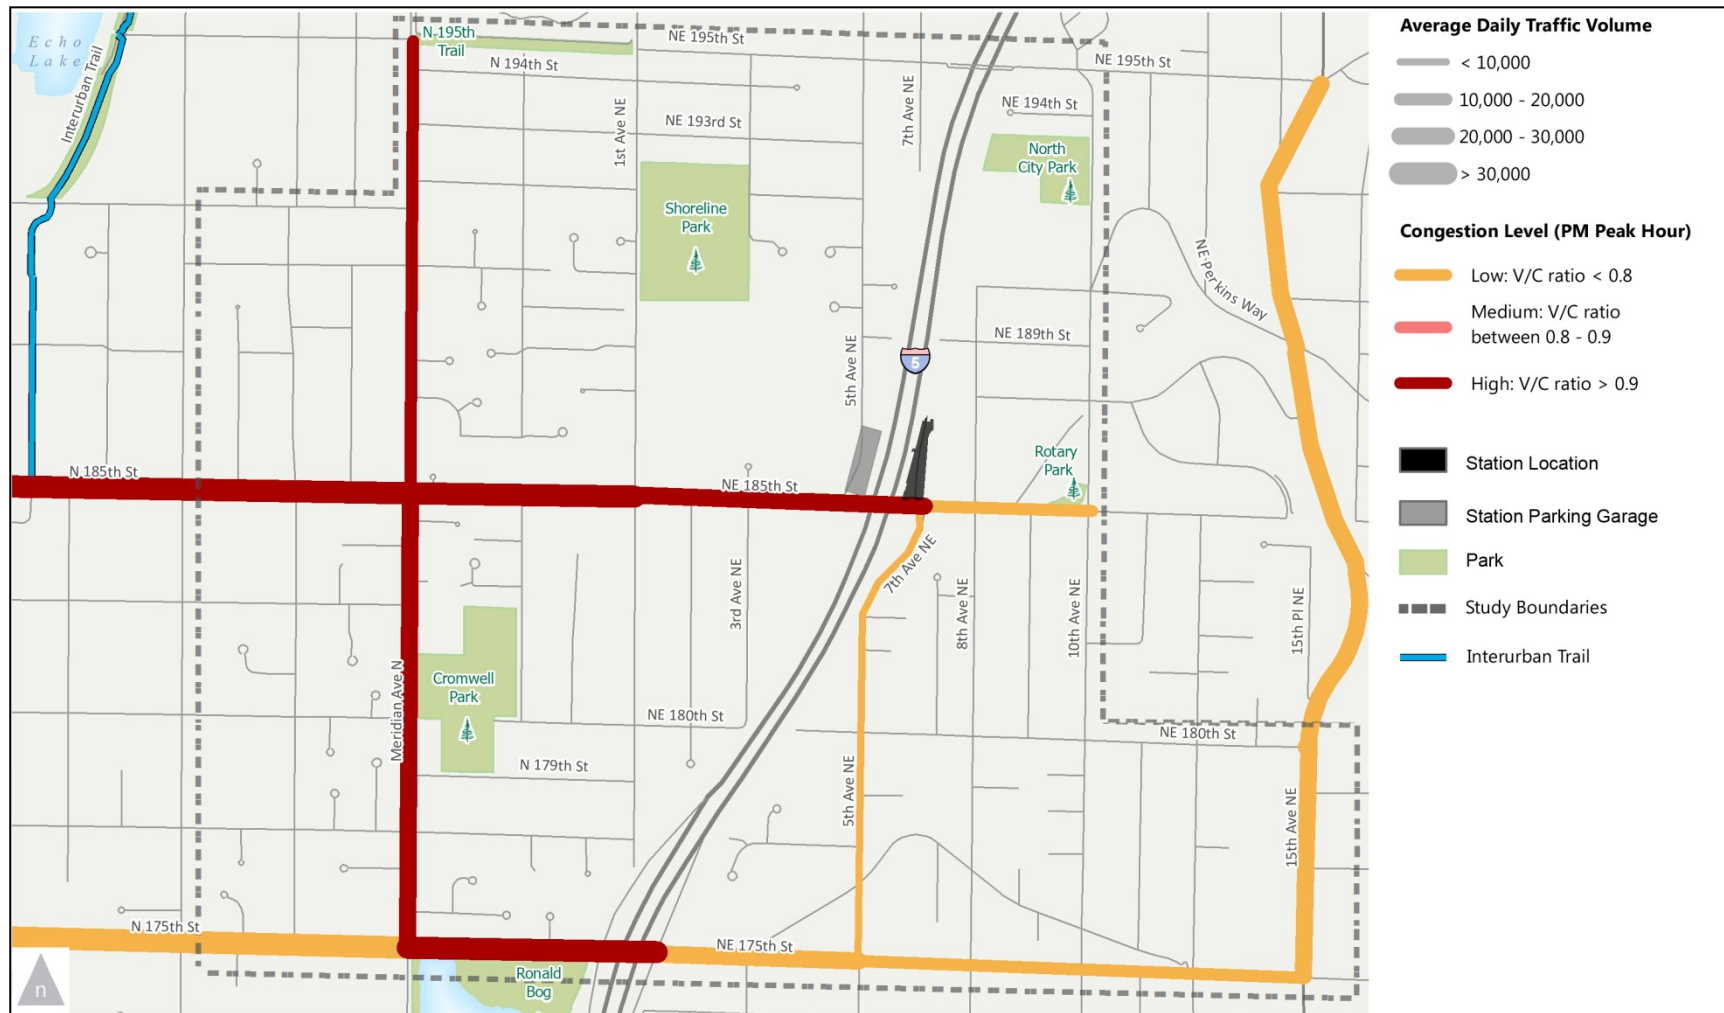 Echo
Lake
Interurban Trail
N 195th
Trail
NE 195th St
NE 195th St
N 194th St
NE 194th St
NE 193rd St
1st Ave NE
7th Ave NE
North
City Park
Shoreline
Park
NE Perkins Way
NE 189th St
5th Ave NE
5
Rotary
Park
N 185th St
NE 185th St
7th Ave NE
3rd Ave NE
8th Ave NE
10th Ave NE
15th Pl NE
Meridian Ave N
Cromwell
Park
NE 180th St
NE 180th St
N 179th St
5th Ave NE
15th Ave NE
N 175th St
NE 175th St
Ronald
Bog
n
Average Daily Traffic Volume
< 10,000
10,000 - 20,000
20,000 - 30,000
> 30,000
Congestion Level (PM Peak Hour)
Low: V/C ratio < 0.8
Medium: V/C ratio
between 0.8 - 0.9
High: V/C ratio > 0.9
Station Location
Station Parking Garage
Park
Study Boundaries
Interurban Trail